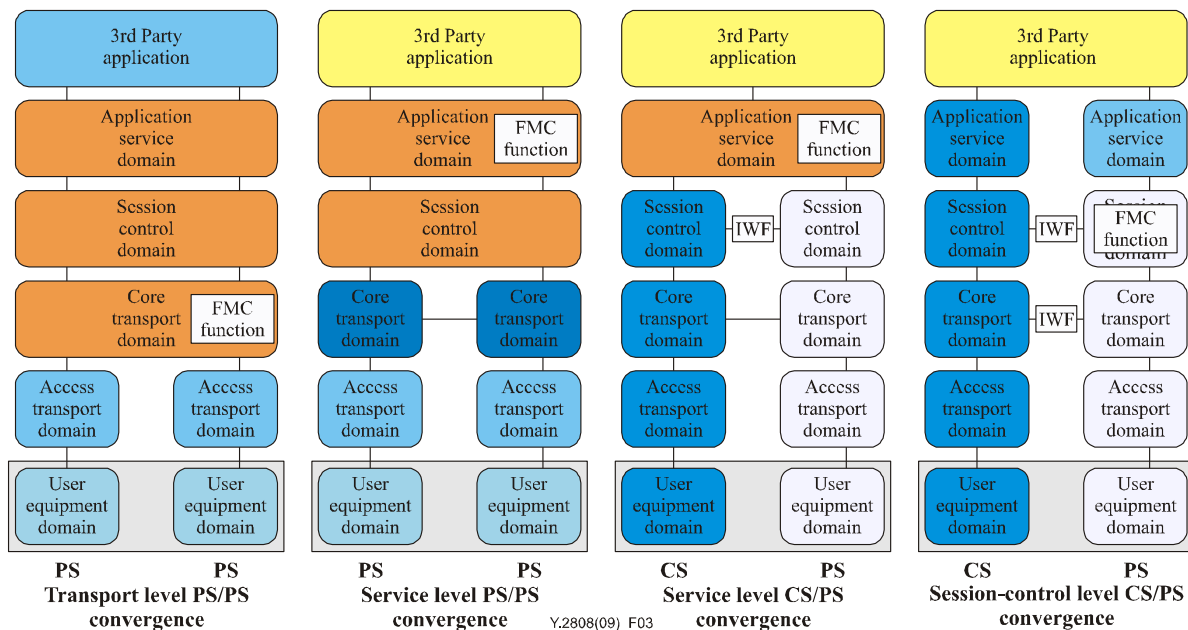 3rd Party
application
Application
service
domain
Session
control
domain
Core
transport
domain
FMC
function
Access
transport
domain
Access
transport
domain
User
equipment
domain
User
equipment
domain
PS
PS
Transport level PS/PS
convergence
3rd Party
application
Application
service
domain
FMC
function
Session
control
domain
Core
transport
domain
Core
transport
domain
Access
transport
domain
Access
transport
domain
User
equipment
domain
User
equipment
domain
PS
PS
Service level PS/PS
convergence
3rd Party
application
Application
service
domain
FMC
function
Session
control
domain
IWF
Session
control
domain
Core
transport
domain
Core
transport
domain
Access
transport
domain
Access
transport
domain
User
equipment
domain
User
equipment
domain
CS
PS
Service level CS/PS
convergence
3rd Party
application
Application
service
domain
Application
service
domain
Session
control
domain
IWF
Session
FMC
function
domain
Core
transport
domain
IWF
Core
transport
domain
Access
transport
domain
Access
transport
domain
User
equipment
domain
User
equipment
domain
CS
PS
Session-control level CS/PS
convergence
Y.2808(09)_F03